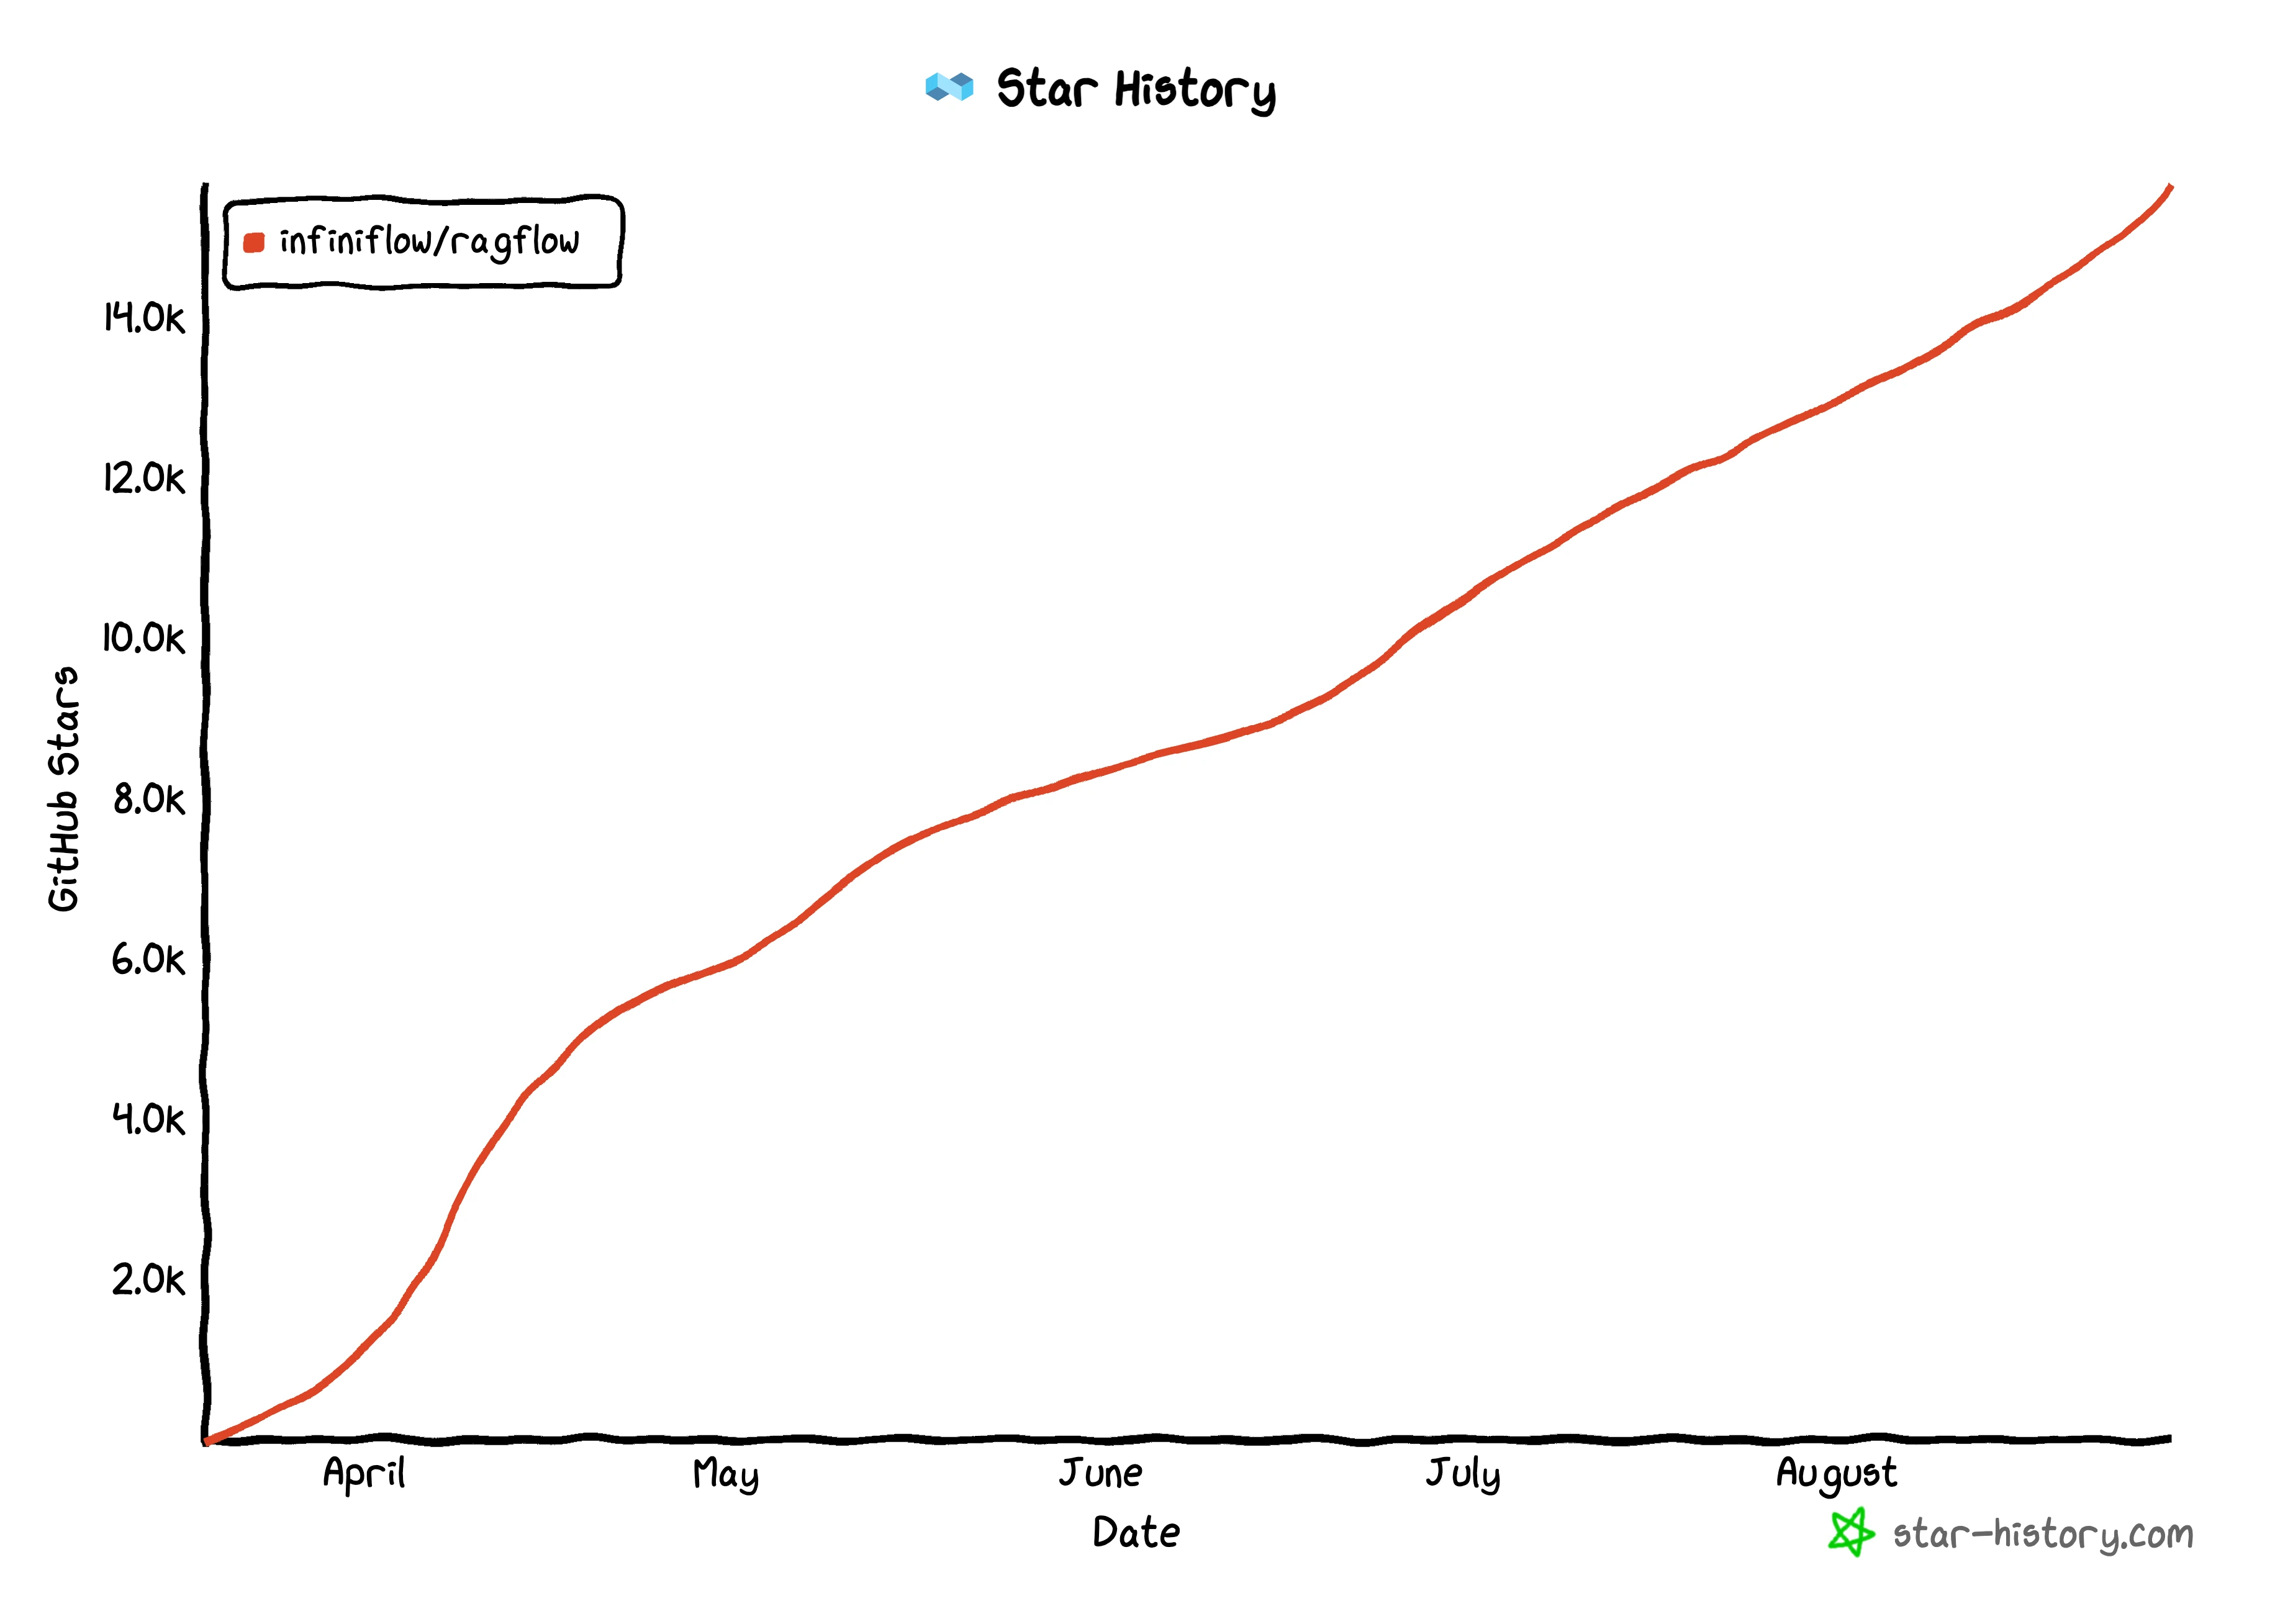 Star History
infiniflow/ragflow
14.0K
12.0K
10.0K
8.0K
6.0K
4.0K
2.0K
GitHub Stars
April
May
June
July
August
Date
star-history.com